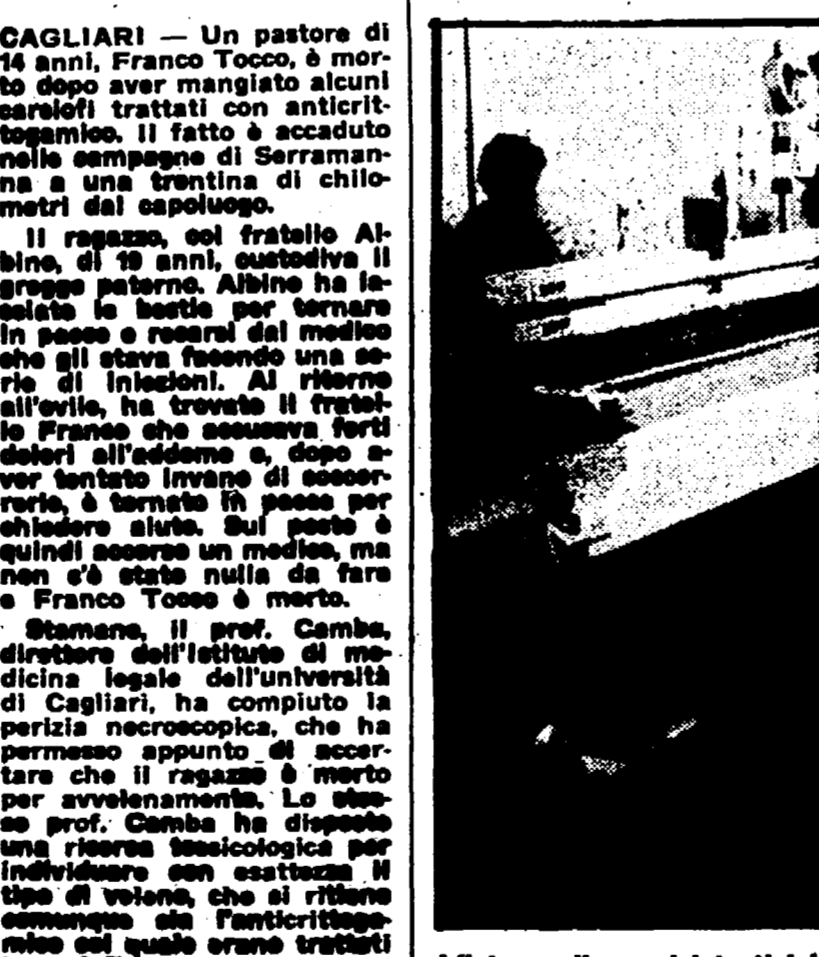 CAGLIARI — Un pastore di
14 anni, Franco Tocco, è mor-
to dopo aver mangiato alcuni
carciofi trattati con anticrit-
togamico. Il fatto è accaduto
nelle campagne di Serraman-
na a una trentina di chilo-
metri dal capoluogo.
Il ragazzo, col fratello Al-
bino, di 19 anni, custodiva il
gregge paterno. Albino ha la-
sciato le bestie per tornare
in paese e recarsi dal medico
che gli stava facendo una se-
rie di iniezioni. Al ritorno
all'ovile, ha trovato il fratel-
lo Franco che accusava forti
dolori all'addome e, dopo a-
ver tentato invano di soccor-
rerlo, è tornato in paese per
chiedere aiuto. Sul posto è
quindi accorso un medico, ma
non c'è stato nulla da fare
e Franco Tocco è morto.
Stamane, il prof. Camba,
direttore dell'istituto di me-
dicina legale dell'università
di Cagliari, ha compiuto la
perizia necroscopica, che ha
permesso appunto di accer-
tare che il ragazzo è morto
per avvelenamento. Lo stes-
so prof. Camba ha disposto
una ricerca tossicologica per
individuare con esattezza il
tipo di veleno, che si ritiene
comunque sia l'anticrittoga-
mico col quale erano trattati